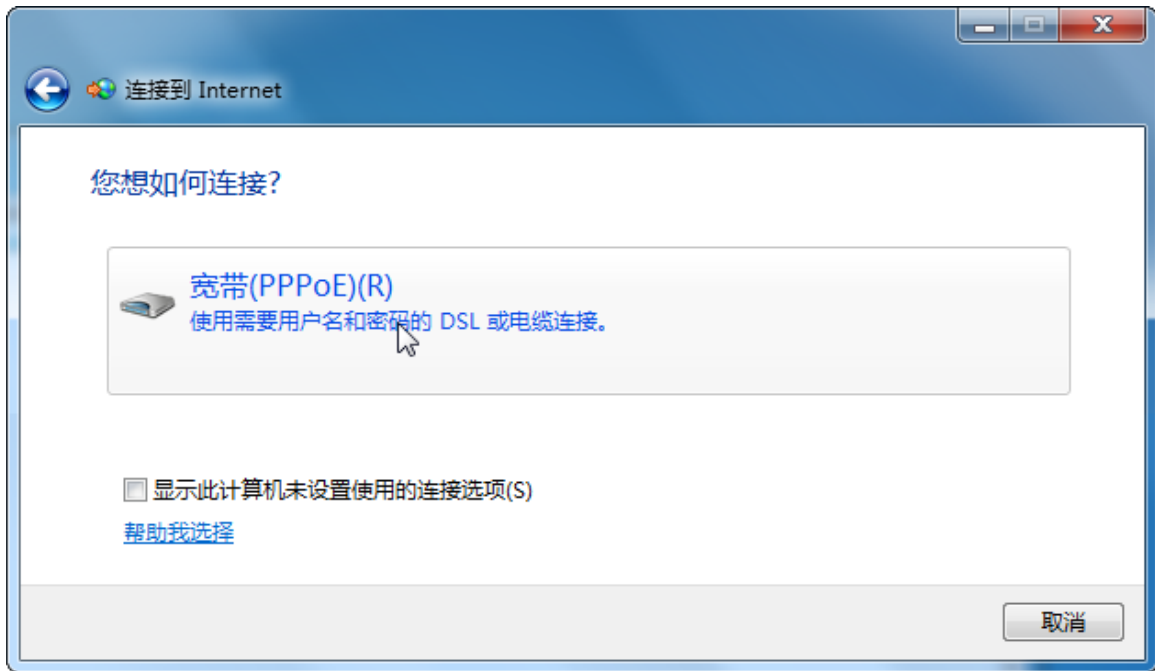 连接到 Internet
您想如何连接?
宽带(PPPoE)(R)
使用需要用户名和密码的 DSL 或电缆连接。
显示此计算机未设置使用的连接选项(S)
帮助我选择
取消